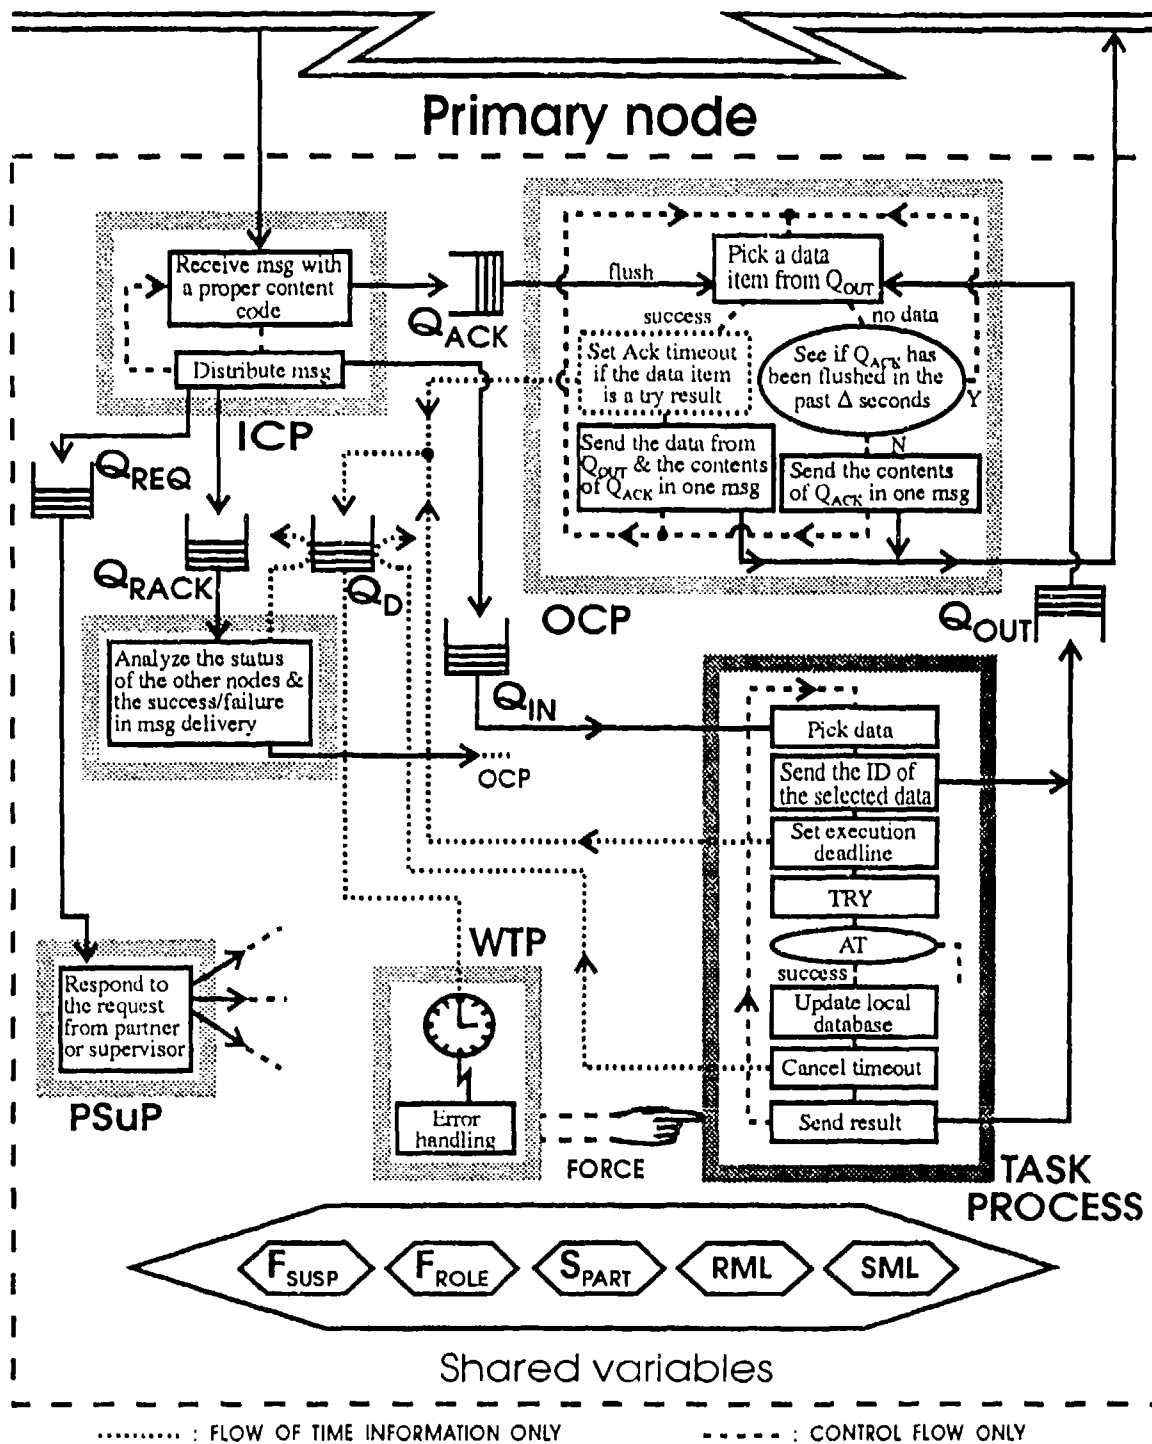 Primary node
Receive msg with
a proper content
code
Distribute msg
ICP
QACK
flush
Pick a data
item from QOUT
success
no data
Set Ack timeout
if the data item
is a try result
See if QACK has
been flushed in the
past Δ seconds
Y
N
Send the data from
QOUT & the contents
of QACK in one msg
Send the contents
of QACK in one msg
OCP
QREQ
QRACK
QD
QIN
QOUT
Analyze the status
of the other nodes &
the success/failure
in msg delivery
OCP
Pick data
Send the ID of
the selected data
Set execution
deadline
TRY
AT
success
Update local
database
Cancel timeout
Send result
TASK
PROCESS
Respond to
the request
from partner
or supervisor
PSuP
WTP
Error
handling
FORCE
FSUSP
FROLE
SPART
RML
SML
Shared variables
: FLOW OF TIME INFORMATION ONLY
: CONTROL FLOW ONLY